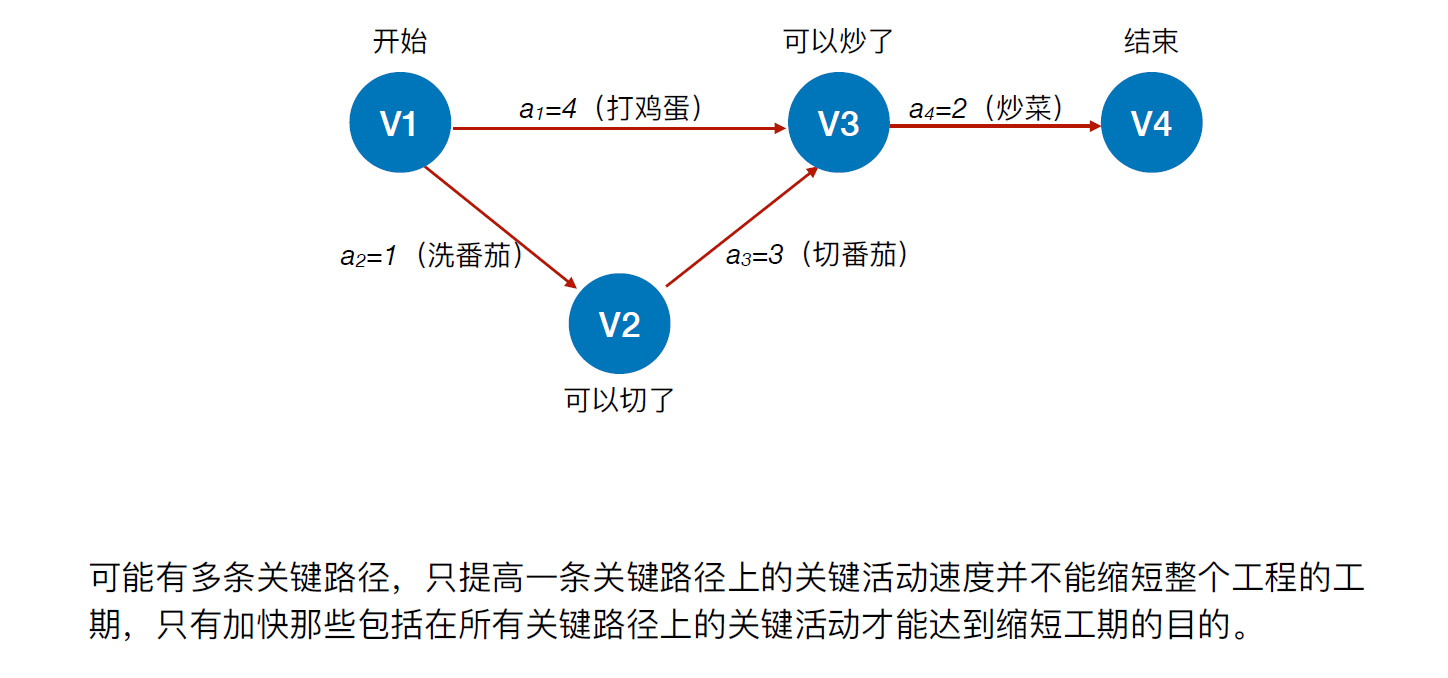 开始
可以炒了
结束
V1
a₁=4（打鸡蛋）
V3
a₄=2（炒菜）
V4
a₂=1（洗番茄）
a₃=3（切番茄）
V2
可以切了
可能有多条关键路径，只提高一条关键路径上的关键活动速度并不能缩短整个工程的工
期，只有加快那些包括在所有关键路径上的关键活动才能达到缩短工期的目的。